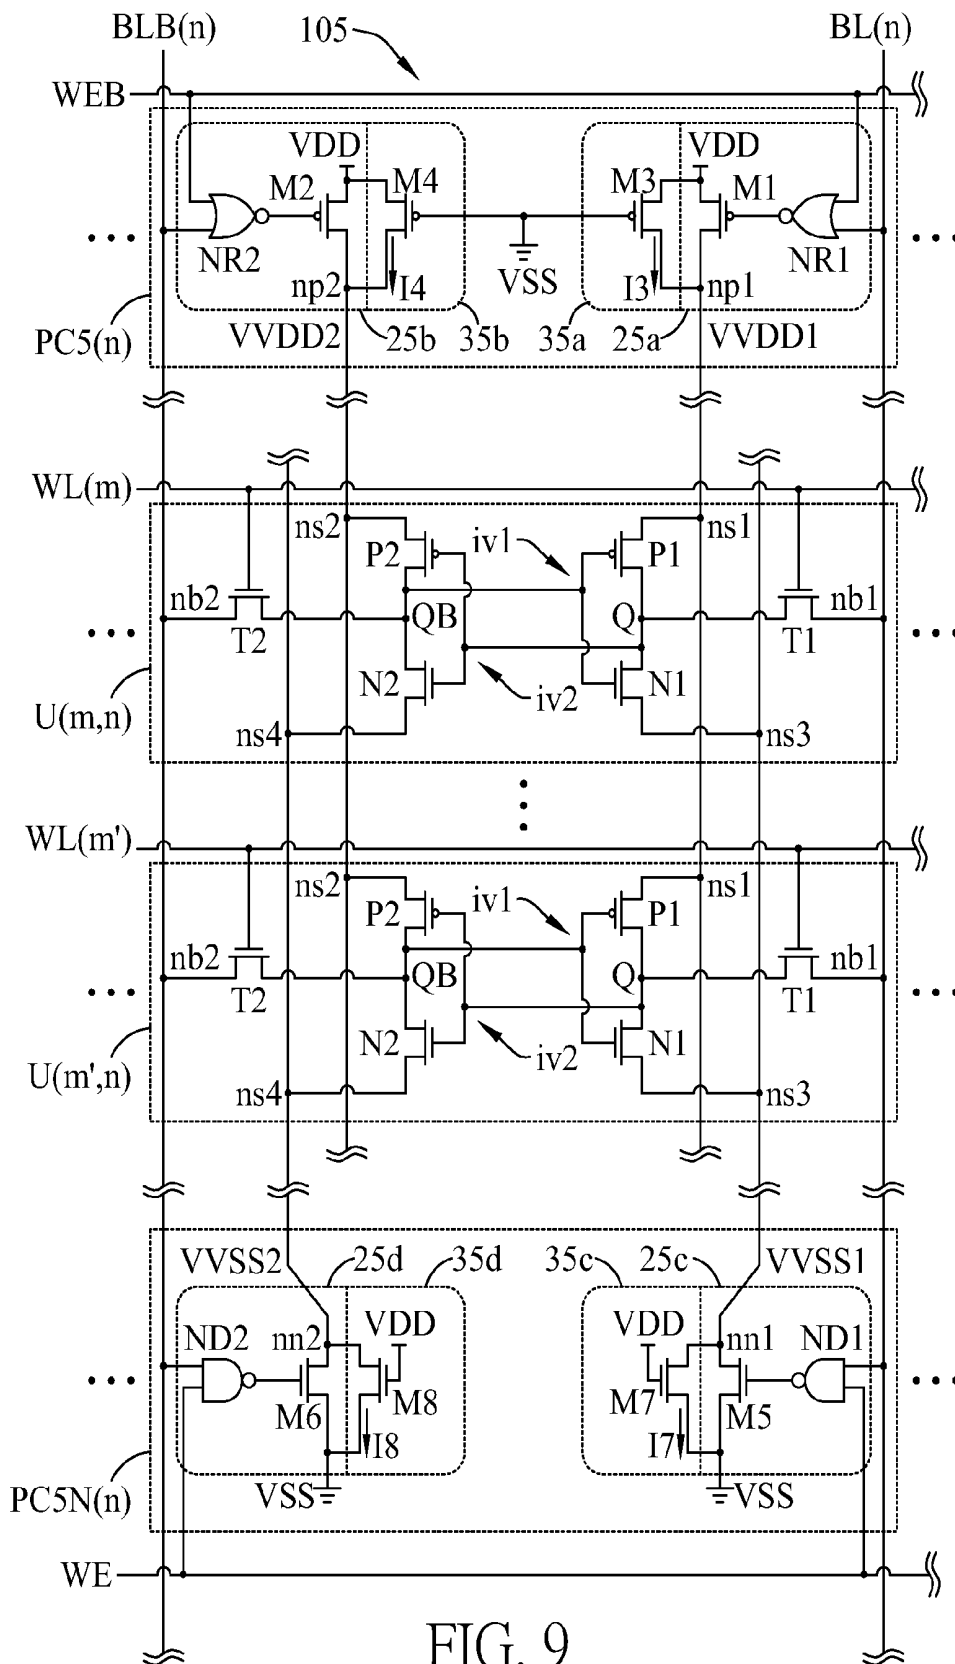 BLB(n) 105 BL(n)
WEB
VDD VDD
M2 M4 M3 M1
NR2 VSS NR1
np2 I4 I3 np1
PC5(n) VVDD2 25b 35b 35a 25a VVDD1
WL(m)
ns2 iv1 ns1
P2 P1
nb2 QB Q nb1
T2 T1
N2 iv2 N1
U(m,n) ns4 ns3
WL(m')
ns2 iv1 ns1
P2 P1
nb2 QB Q nb1
T2 T1
N2 iv2 N1
U(m',n) ns4 ns3
VVSS2 25d 35d 35c 25c VVSS1
ND2 nn2 VDD VDD nn1 ND1
M6 M8 M7 M5
I8 I7
PC5N(n) VSS VSS
WE
FIG. 9